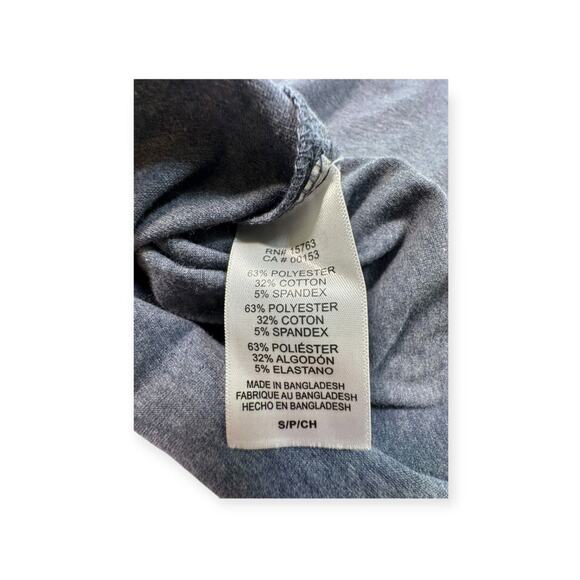 RN# 15763
CA # 00153
63% POLYESTER
32% COTTON
5% SPANDEX
63% POLYESTER
32% COTON
5% SPANDEX
63% POLIÉSTER
32% ALGODÓN
5% ELASTANO
MADE IN BANGLADESH
FABRIQUE AU BANGLADESH
HECHO EN BANGLADESH
S/P/CH